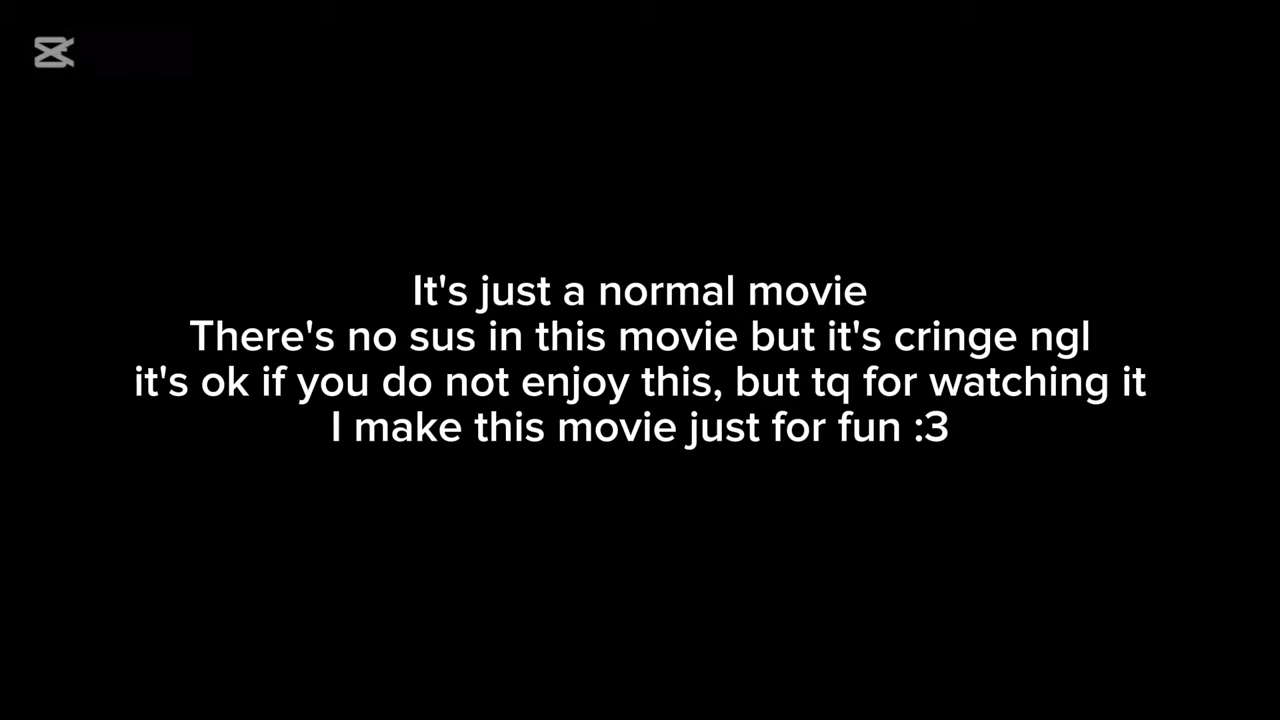 It's just a normal movie
There's no sus in this movie but it's cringe ngl
it's ok if you do not enjoy this, but tq for watching it
I make this movie just for fun :3